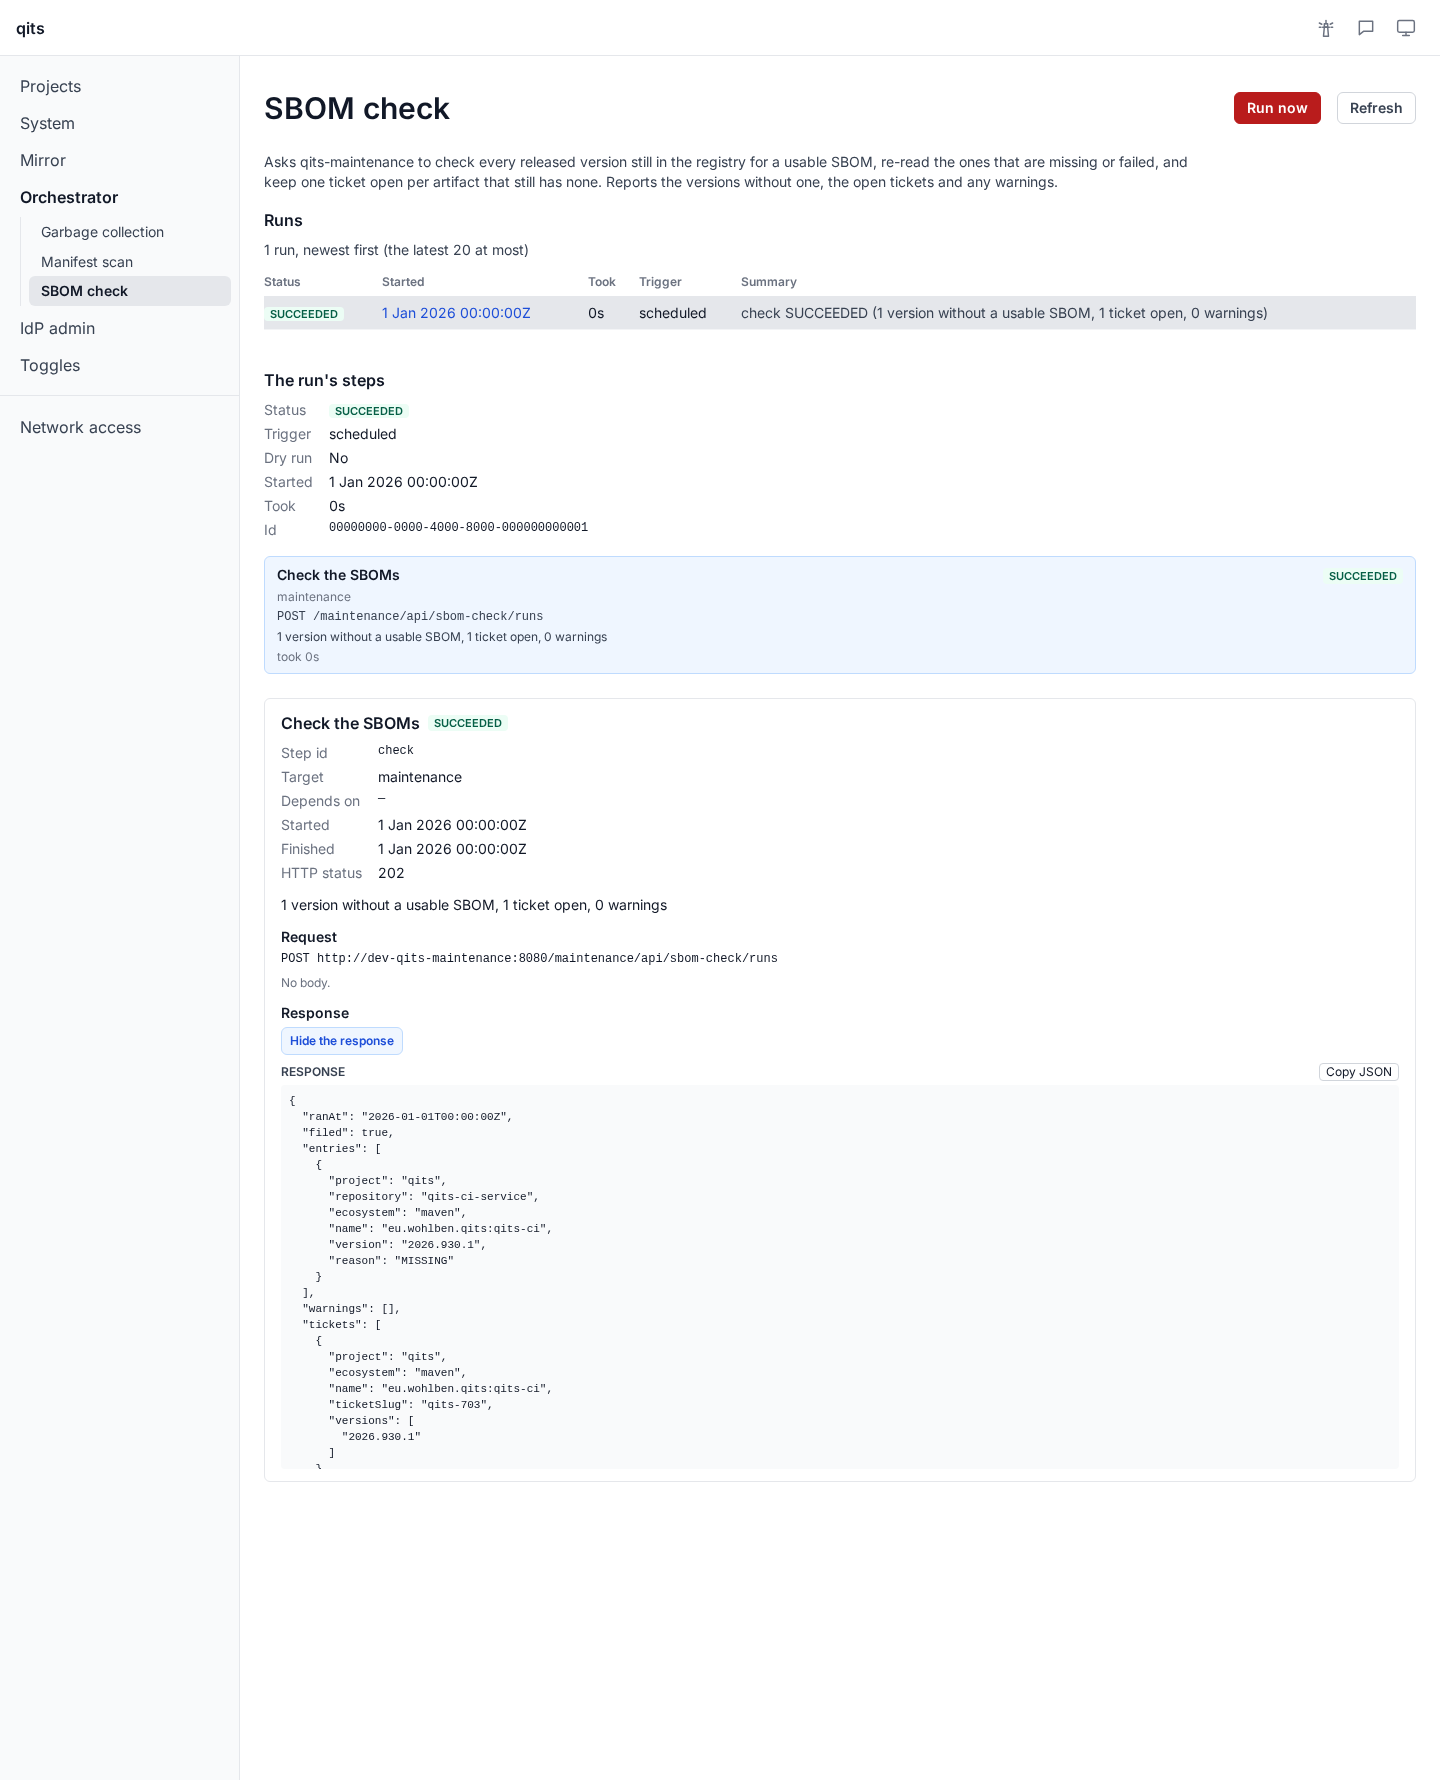 qits
Projects
System
Mirror
Orchestrator
Garbage collection
Manifest scan
SBOM check
IdP admin
Toggles
Network access
SBOM check
Run now
Refresh
Asks qits-maintenance to check every released version still in the registry for a usable SBOM, re-read the ones that are missing or failed, and
keep one ticket open per artifact that still has none. Reports the versions without one, the open tickets and any warnings.
Runs
1 run, newest first (the latest 20 at most)
Status Started Took Trigger Summary
SUCCEEDED 1 Jan 2026 00:00:00Z 0s scheduled check SUCCEEDED (1 version without a usable SBOM, 1 ticket open, 0 warnings)
The run's steps
Status SUCCEEDED
Trigger scheduled
Dry run No
Started 1 Jan 2026 00:00:00Z
Took 0s
Id 00000000-0000-4000-8000-000000000001
Check the SBOMs SUCCEEDED
maintenance
POST /maintenance/api/sbom-check/runs
1 version without a usable SBOM, 1 ticket open, 0 warnings
took 0s
Check the SBOMs SUCCEEDED
Step id check
Target maintenance
Depends on —
Started 1 Jan 2026 00:00:00Z
Finished 1 Jan 2026 00:00:00Z
HTTP status 202
1 version without a usable SBOM, 1 ticket open, 0 warnings
Request
POST http://dev-qits-maintenance:8080/maintenance/api/sbom-check/runs
No body.
Response
Hide the response
RESPONSE Copy JSON
{
  "ranAt": "2026-01-01T00:00:00Z",
  "filed": true,
  "entries": [
    {
      "project": "qits",
      "repository": "qits-ci-service",
      "ecosystem": "maven",
      "name": "eu.wohlben.qits:qits-ci",
      "version": "2026.930.1",
      "reason": "MISSING"
    }
  ],
  "warnings": [],
  "tickets": [
    {
      "project": "qits",
      "ecosystem": "maven",
      "name": "eu.wohlben.qits:qits-ci",
      "ticketSlug": "qits-703",
      "versions": [
        "2026.930.1"
      ]
    }